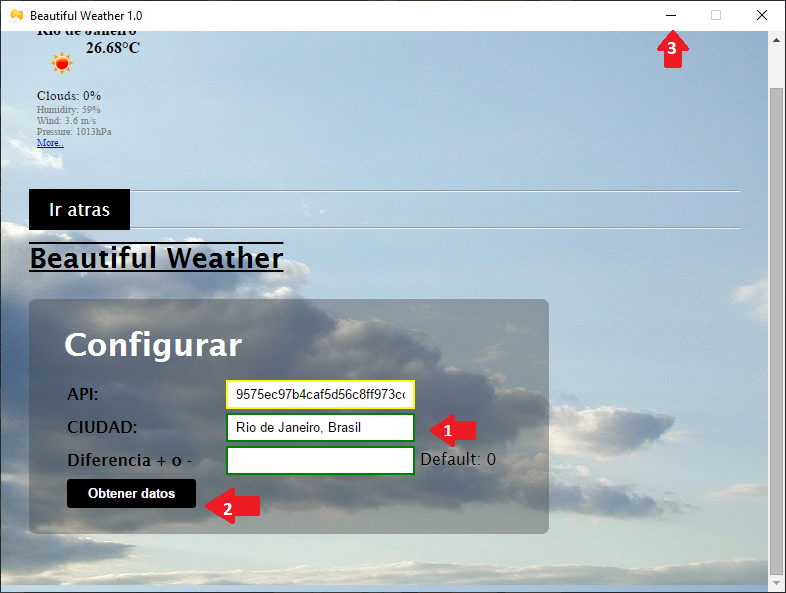 Beautiful Weather 1.0
Rio de Janeiro
26.68°C
Clouds: 0%
Humidity: 59%
Wind: 3.6 m/s
Pressure: 1013hPa
More..
Ir atras
Beautiful Weather
Configurar
API: 9575ec97b4caf5d56c8ff973c
CIUDAD: Rio de Janeiro, Brasil 1
Diferencia + o - Default: 0
Obtener datos 2
3